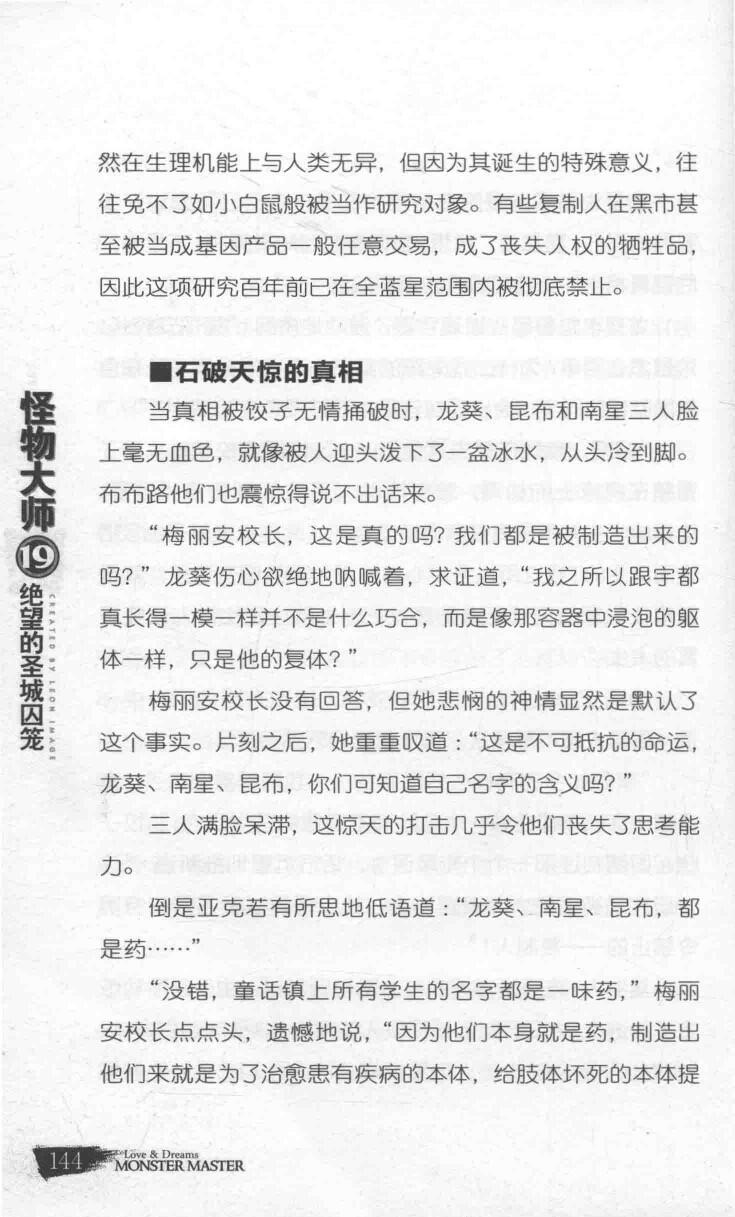 然在生理机能上与人类无异，但因为其诞生的特殊意义，往
往免不了如小白鼠般被当作研究对象。有些复制人在黑市甚
至被当成基因产品一般任意交易，成了丧失人权的牺牲品，
因此这项研究百年前已在全蓝星范围内被彻底禁止。
■石破天惊的真相
当真相被饺子无情捅破时，龙葵、昆布和南星三人脸
上毫无血色，就像被人迎头泼下了一盆冰水，从头冷到脚。
布布路他们也震惊得说不出话来。
“梅丽安校长，这是真的吗？我们都是被制造出来的
吗？”龙葵伤心欲绝地呐喊着，求证道，“我之所以跟宇都
真长得一模一样并不是什么巧合，而是像那容器中浸泡的躯
体一样，只是他的复体？”
梅丽安校长没有回答，但她悲悯的神情显然是默认了
这个事实。片刻之后，她重重叹道：“这是不可抵抗的命运，
龙葵、南星、昆布，你们可知道自己名字的含义吗？”
三人满脸呆滞，这惊天的打击几乎令他们丧失了思考能
力。
倒是亚克若有所思地低语道：“龙葵、南星、昆布，都
是药……”
“没错，童话镇上所有学生的名字都是一味药，”梅丽
安校长点点头，遗憾地说，“因为他们本身就是药，制造出
他们来就是为了治愈患有疾病的本体，给肢体坏死的本体提
怪物大师
19
绝望的圣城囚笼
CREATED BY LEON IMAGE
144
Love & Dreams
MONSTER MASTER